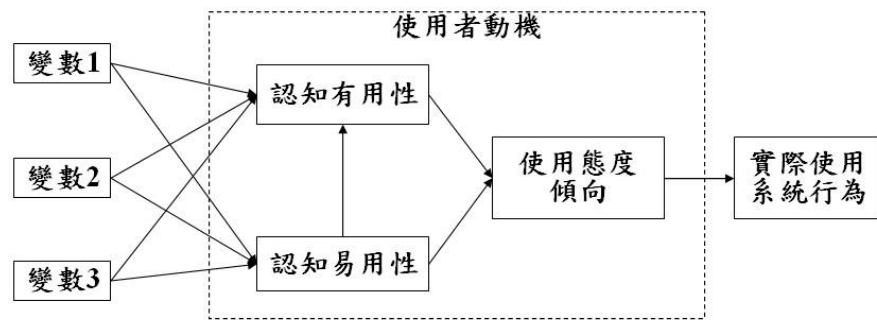 使用者動機
變數1
認知有用性
變數2
使用態度
傾向
實際使用
系統行為
變數3
認知易用性